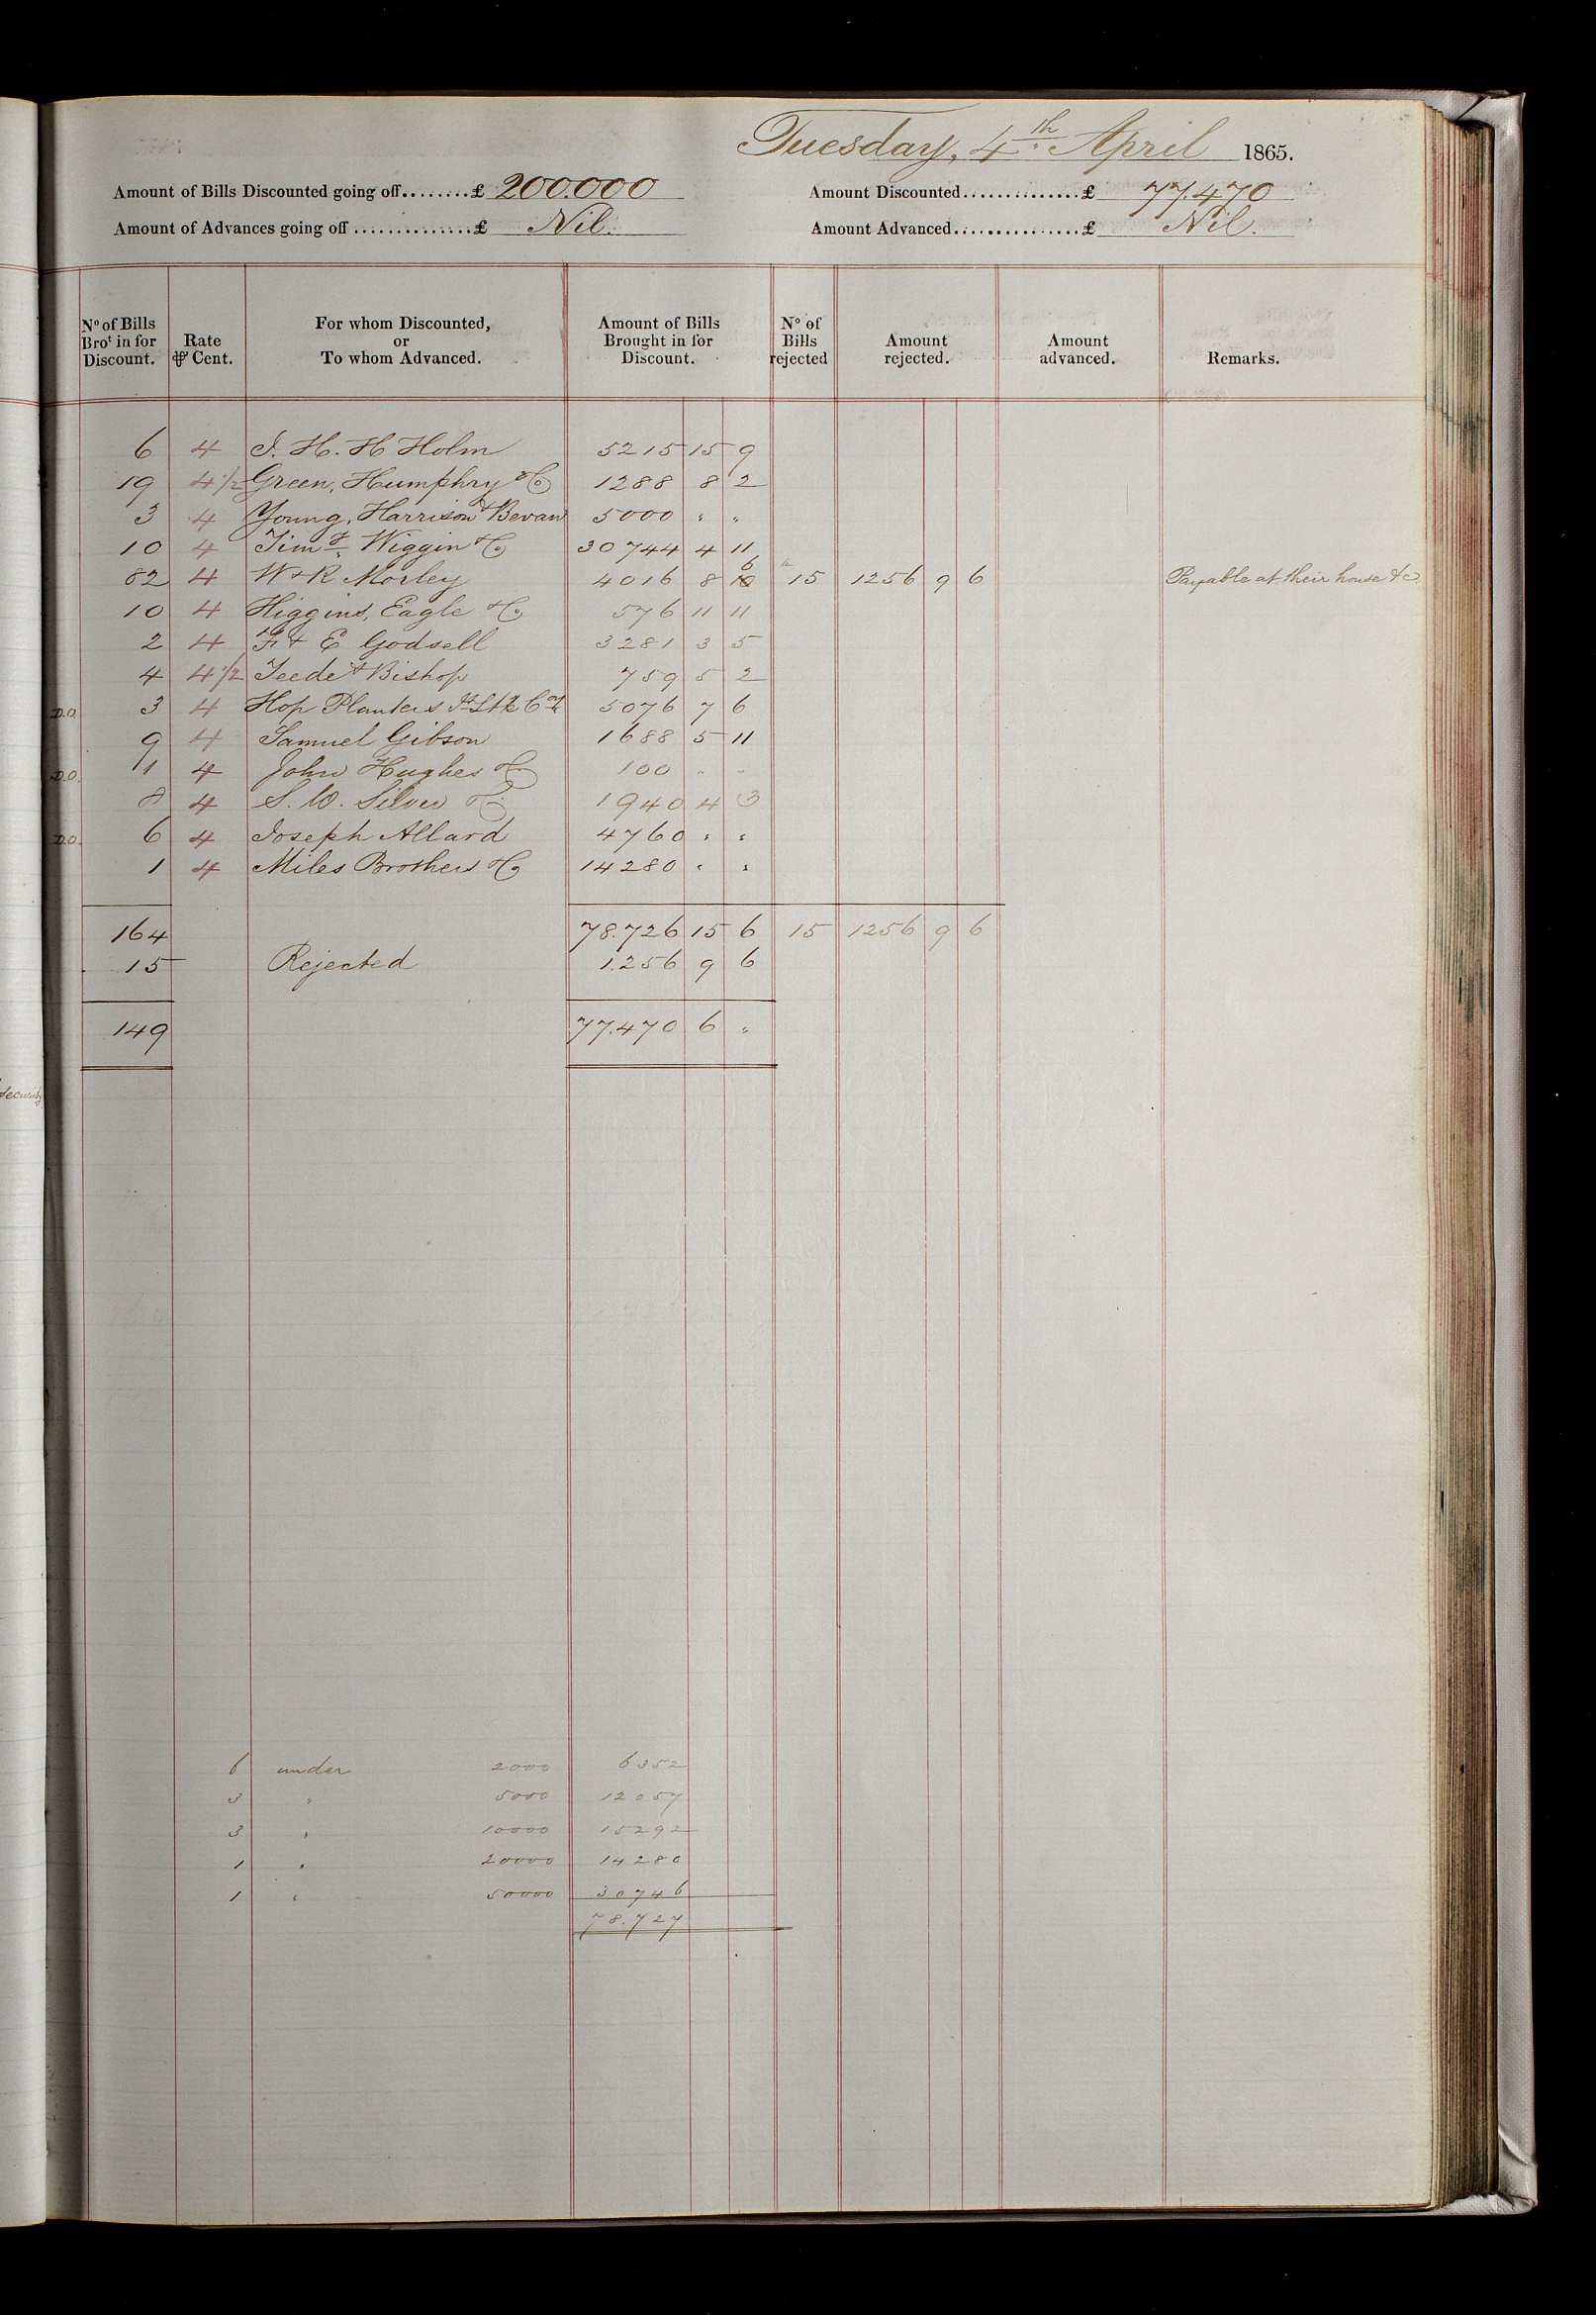 Tuesday, 4th April 1865.
Amount of Bills Discounted going off........£ 200.000 Amount Discounted..............£ 77.470
Amount of Advances going off ..............£ Nil. Amount Advanced...............£ Nil.
No of Bills Brot in for Discount. Rate ⅌ Cent. For whom Discounted, or To whom Advanced. Amount of Bills Brought in for Discount. No of Bills rejected Amount rejected. Amount advanced. Remarks.
6 4 J. H. H Holm 5215 15 9
19 4 1/2 Green, Humphry & Co 1288 8 2
3 4 Young, Harrison & Bevan 5000 " "
10 4 Timy Wiggin & Co 30744 4 11
82 4 W & R Morley 4016 8 6 15 1256 9 6 Payable at their house &c.
10 4 Higgins, Eagle & Co 576 11 11
2 4 F & E Godsell 3281 3 5
4 4 1/2 Teede & Bishop 759 5 2
D.O. 3 4 Hop Planters Jt Stk Coy 5076 7 6
9 4 Samuel Gibson 1688 5 11
D.O. 1 4 John Hughes & Co 100 " "
8 4 S. W. Silver & Co 1940 4 3
D.O. 6 4 Joseph Allard 4760 " "
1 4 Miles Brothers & Co 14280 " "
164 78.726 15 6 15 1256 9 6
15 Rejected 1.256 9 6
149 77.470 6 "
security
6 under 2000 6352
3 " 5000 12057
3 " 10000 15292
1 " 20000 14280
1 " 50000 30746
78.727